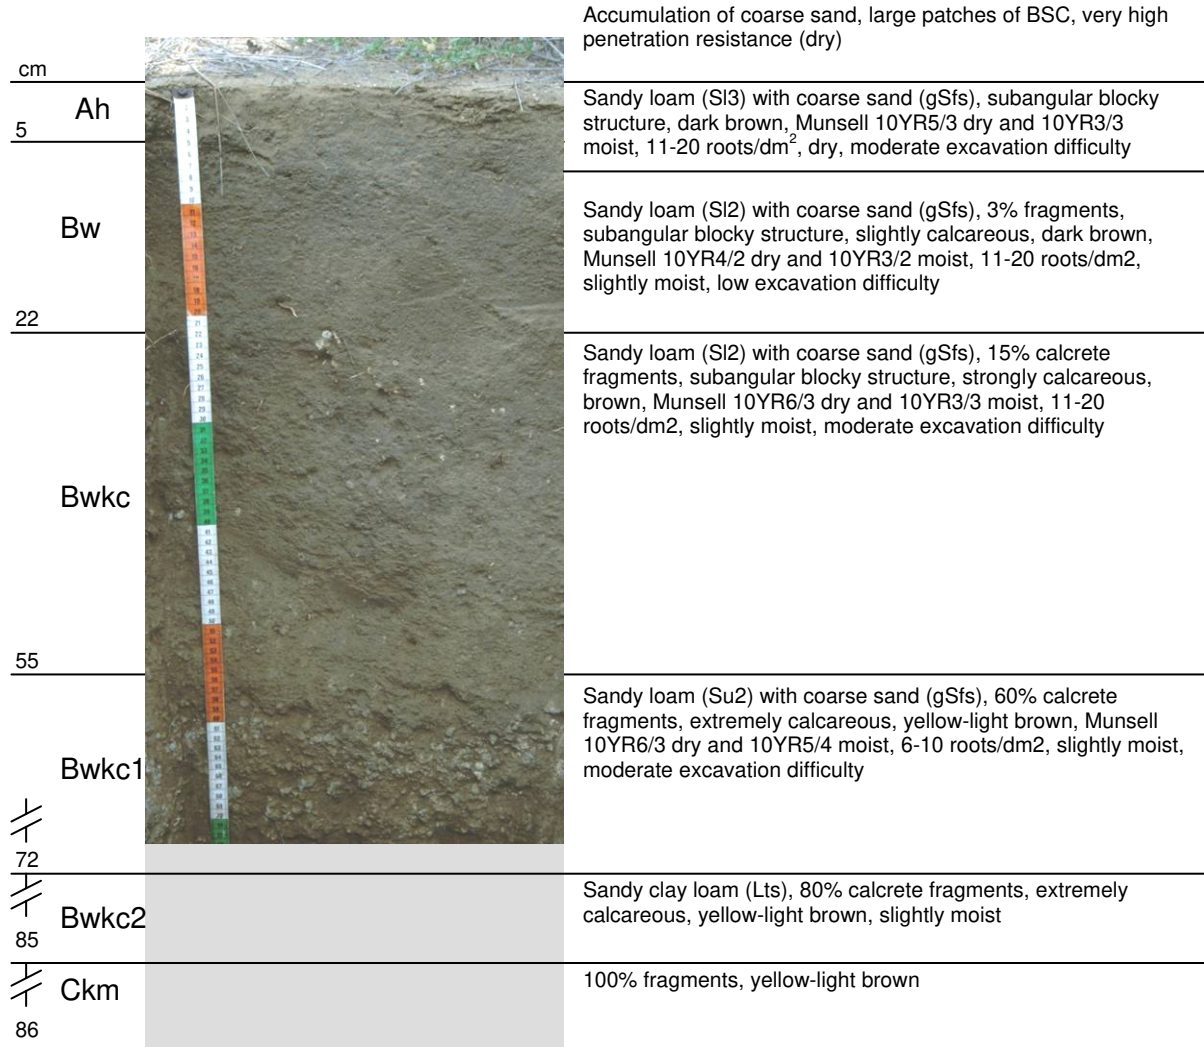 Accumulation of coarse sand, large patches of BSC, very high
penetration resistance (dry)
cm
Ah
5
Sandy loam (Sl3) with coarse sand (gSfs), subangular blocky
structure, dark brown, Munsell 10YR5/3 dry and 10YR3/3
moist, 11-20 roots/dm², dry, moderate excavation difficulty
Bw
22
Sandy loam (Sl2) with coarse sand (gSfs), 3% fragments,
subangular blocky structure, slightly calcareous, dark brown,
Munsell 10YR4/2 dry and 10YR3/2 moist, 11-20 roots/dm2,
slightly moist, low excavation difficulty
Bwkc
55
Sandy loam (Sl2) with coarse sand (gSfs), 15% calcrete
fragments, subangular blocky structure, strongly calcareous,
brown, Munsell 10YR6/3 dry and 10YR3/3 moist, 11-20
roots/dm2, slightly moist, moderate excavation difficulty
Bwkc1
72
Sandy loam (Su2) with coarse sand (gSfs), 60% calcrete
fragments, extremely calcareous, yellow-light brown, Munsell
10YR6/3 dry and 10YR5/4 moist, 6-10 roots/dm2, slightly moist,
moderate excavation difficulty
Bwkc2
85
Sandy clay loam (Lts), 80% calcrete fragments, extremely
calcareous, yellow-light brown, slightly moist
Ckm
86
100% fragments, yellow-light brown